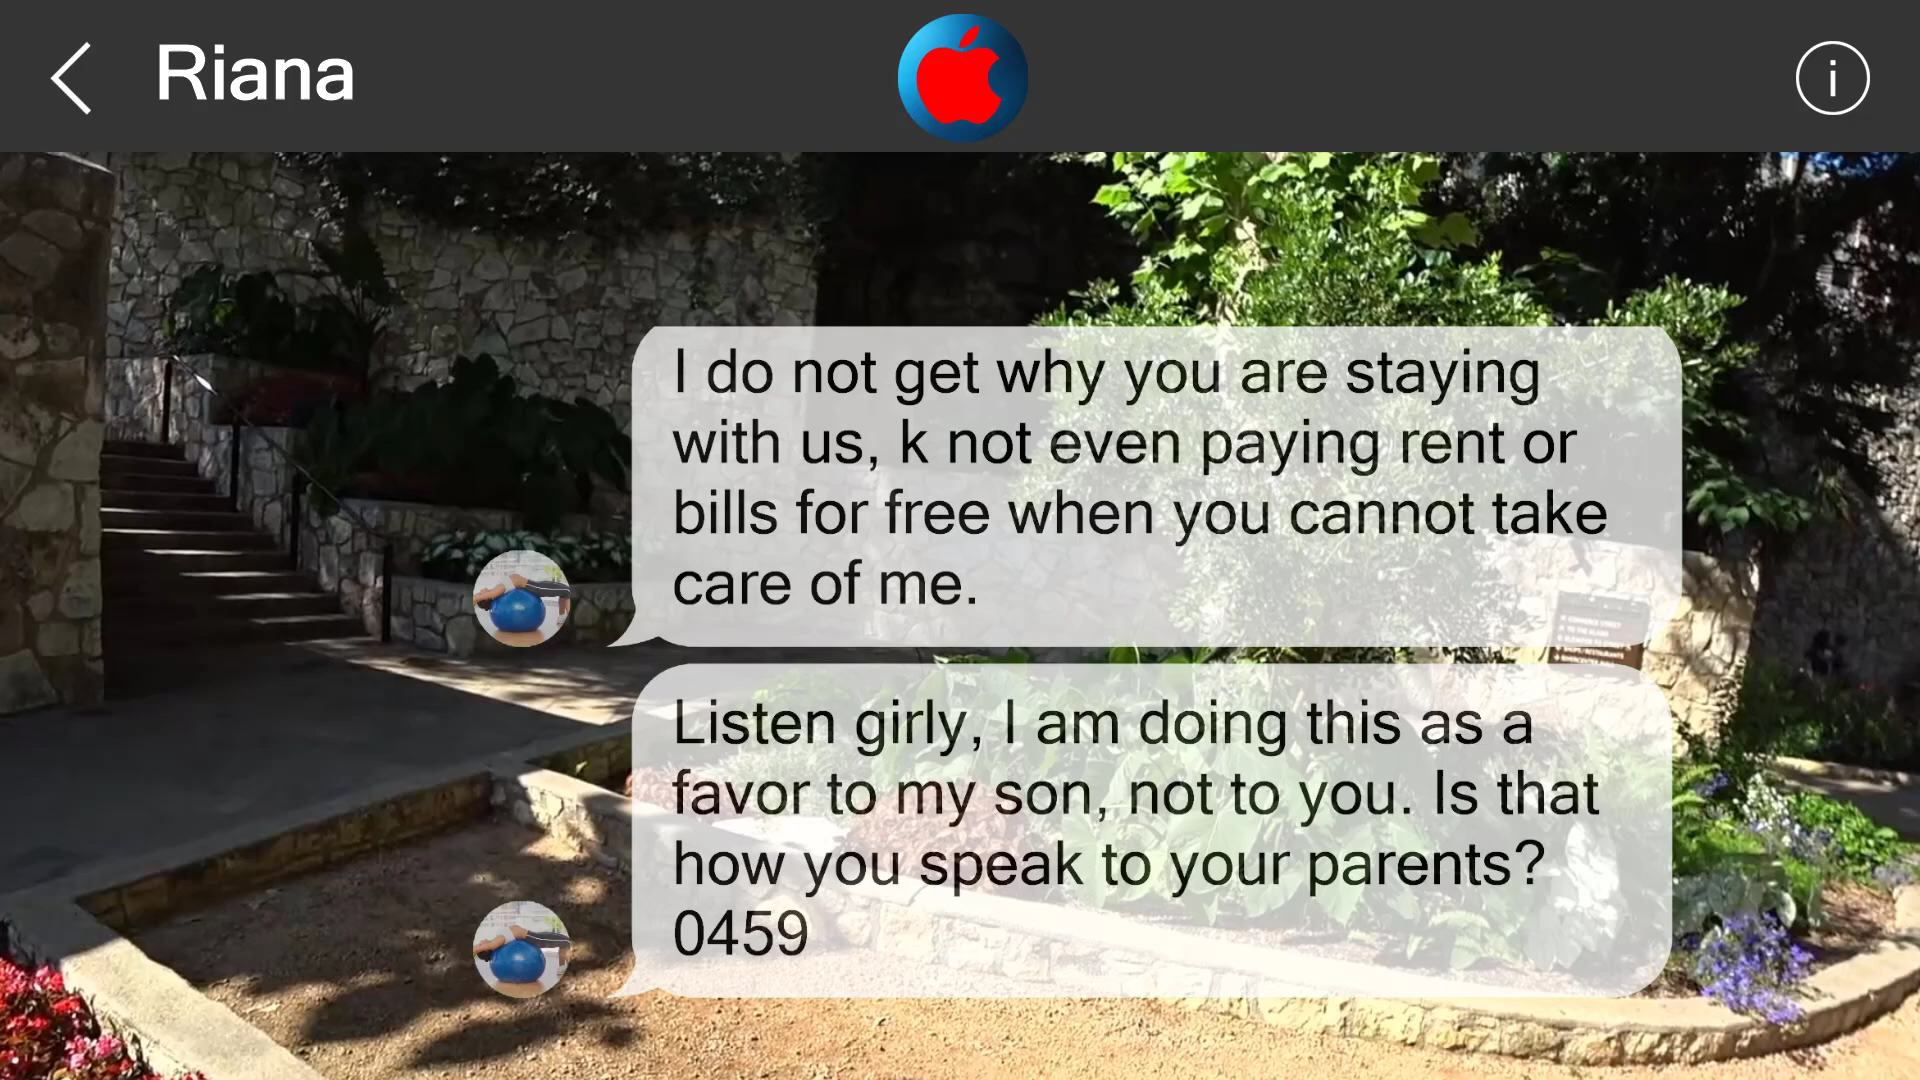 Riana
i
I do not get why you are staying
with us, k not even paying rent or
bills for free when you cannot take
care of me.
Listen girly, I am doing this as a
favor to my son, not to you. Is that
how you speak to your parents?
0459